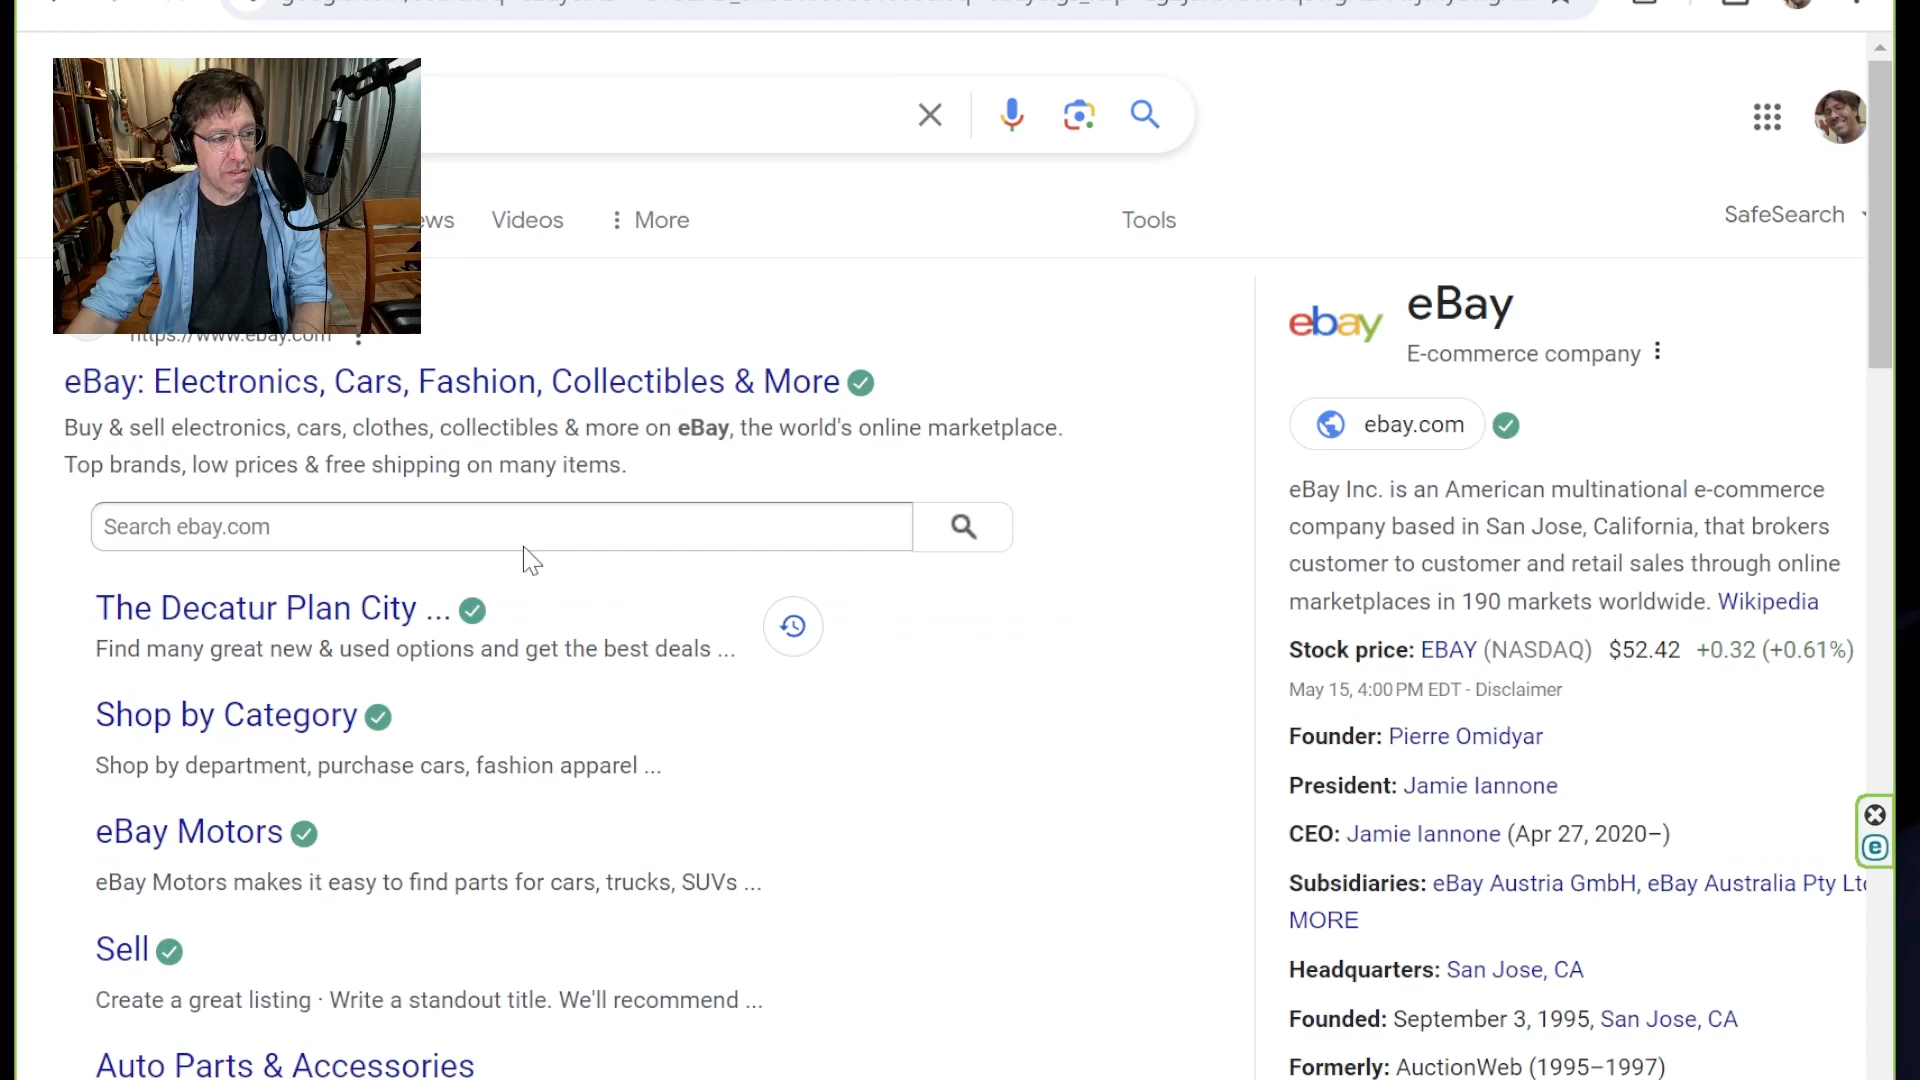 ews Videos More Tools SafeSearch
https://www.ebay.com
eBay: Electronics, Cars, Fashion, Collectibles & More
Buy & sell electronics, cars, clothes, collectibles & more on eBay, the world's online marketplace.
Top brands, low prices & free shipping on many items.
Search ebay.com
The Decatur Plan City ...
Find many great new & used options and get the best deals ...
Shop by Category
Shop by department, purchase cars, fashion apparel ...
eBay Motors
eBay Motors makes it easy to find parts for cars, trucks, SUVs ...
Sell
Create a great listing · Write a standout title. We'll recommend ...
Auto Parts & Accessories
ebay
eBay
E-commerce company
ebay.com
eBay Inc. is an American multinational e-commerce
company based in San Jose, California, that brokers
customer to customer and retail sales through online
marketplaces in 190 markets worldwide. Wikipedia
Stock price: EBAY (NASDAQ) $52.42 +0.32 (+0.61%)
May 15, 4:00 PM EDT - Disclaimer
Founder: Pierre Omidyar
President: Jamie Iannone
CEO: Jamie Iannone (Apr 27, 2020–)
Subsidiaries: eBay Austria GmbH, eBay Australia Pty Ltd
MORE
Headquarters: San Jose, CA
Founded: September 3, 1995, San Jose, CA
Formerly: AuctionWeb (1995–1997)